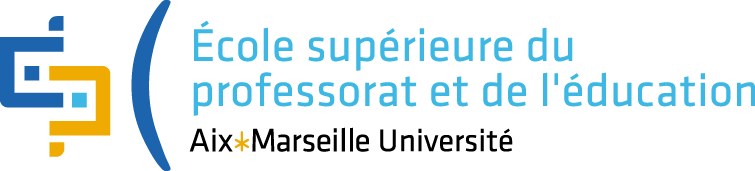 École supérieure du
professorat et de l'éducation
Aix*Marseille Université